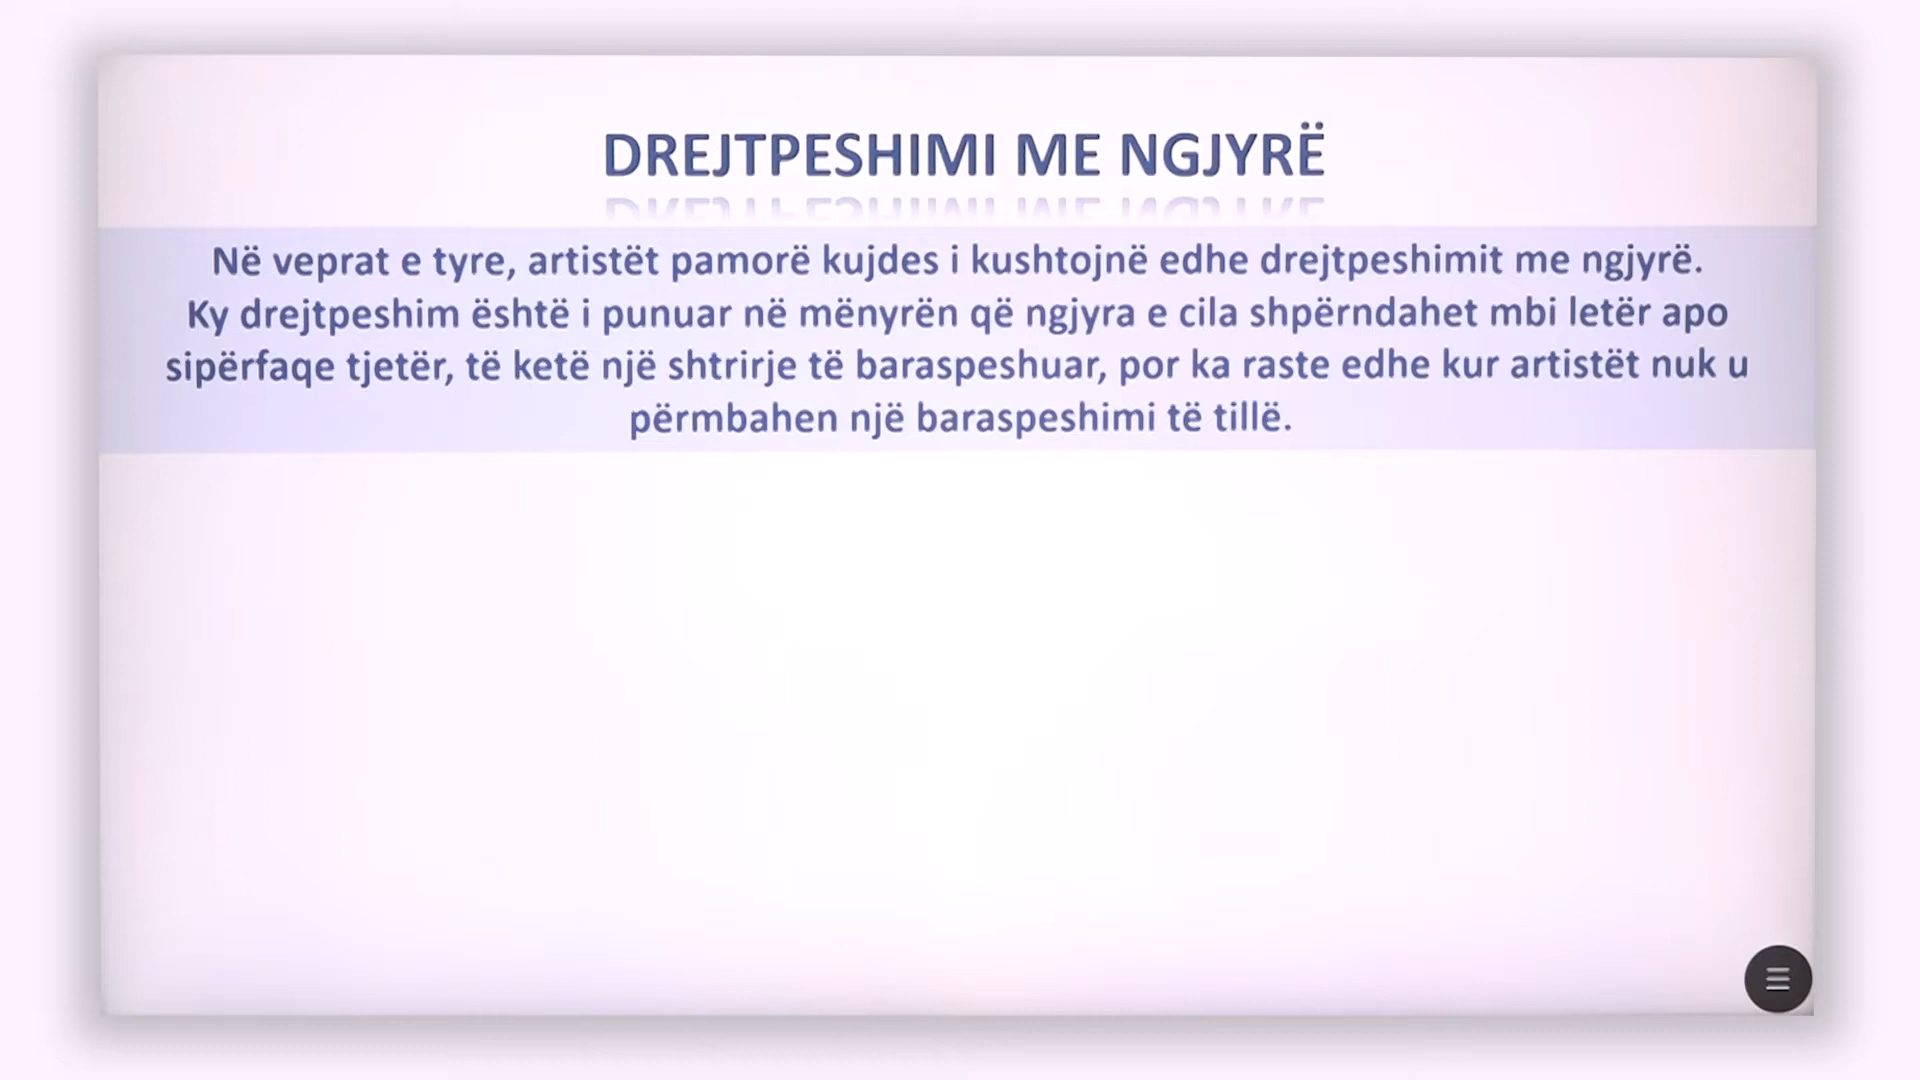 DREJTPESHIMI ME NGJYRË
Në veprat e tyre, artistët pamorë kujdes i kushtojnë edhe drejtpeshimit me ngjyrë.
Ky drejtpeshim është i punuar në mënyrën që ngjyra e cila shpërndahet mbi letër apo
sipërfaqe tjetër, të ketë një shtrirje të baraspeshuar, por ka raste edhe kur artistët nuk u
përmbahen një baraspeshimi të tillë.